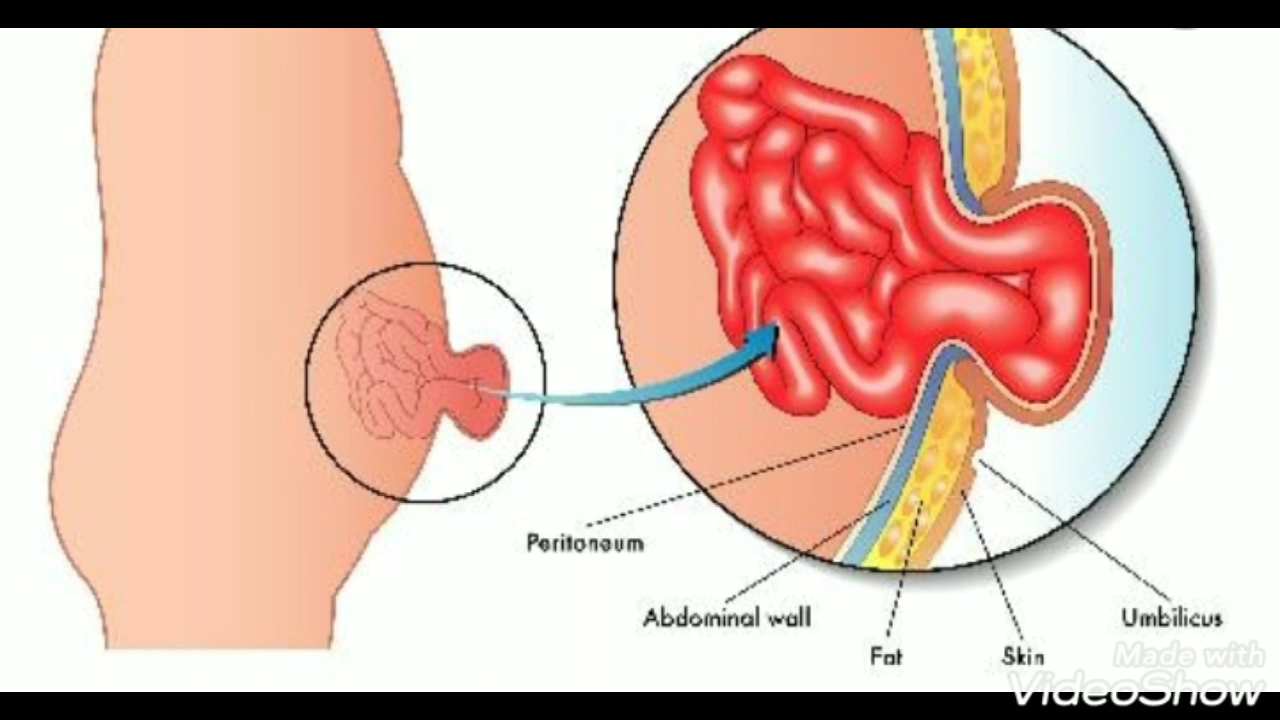 Peritoneum
Abdominal wall
Umbilicus
Fat
Skin
Made with
VideoShow